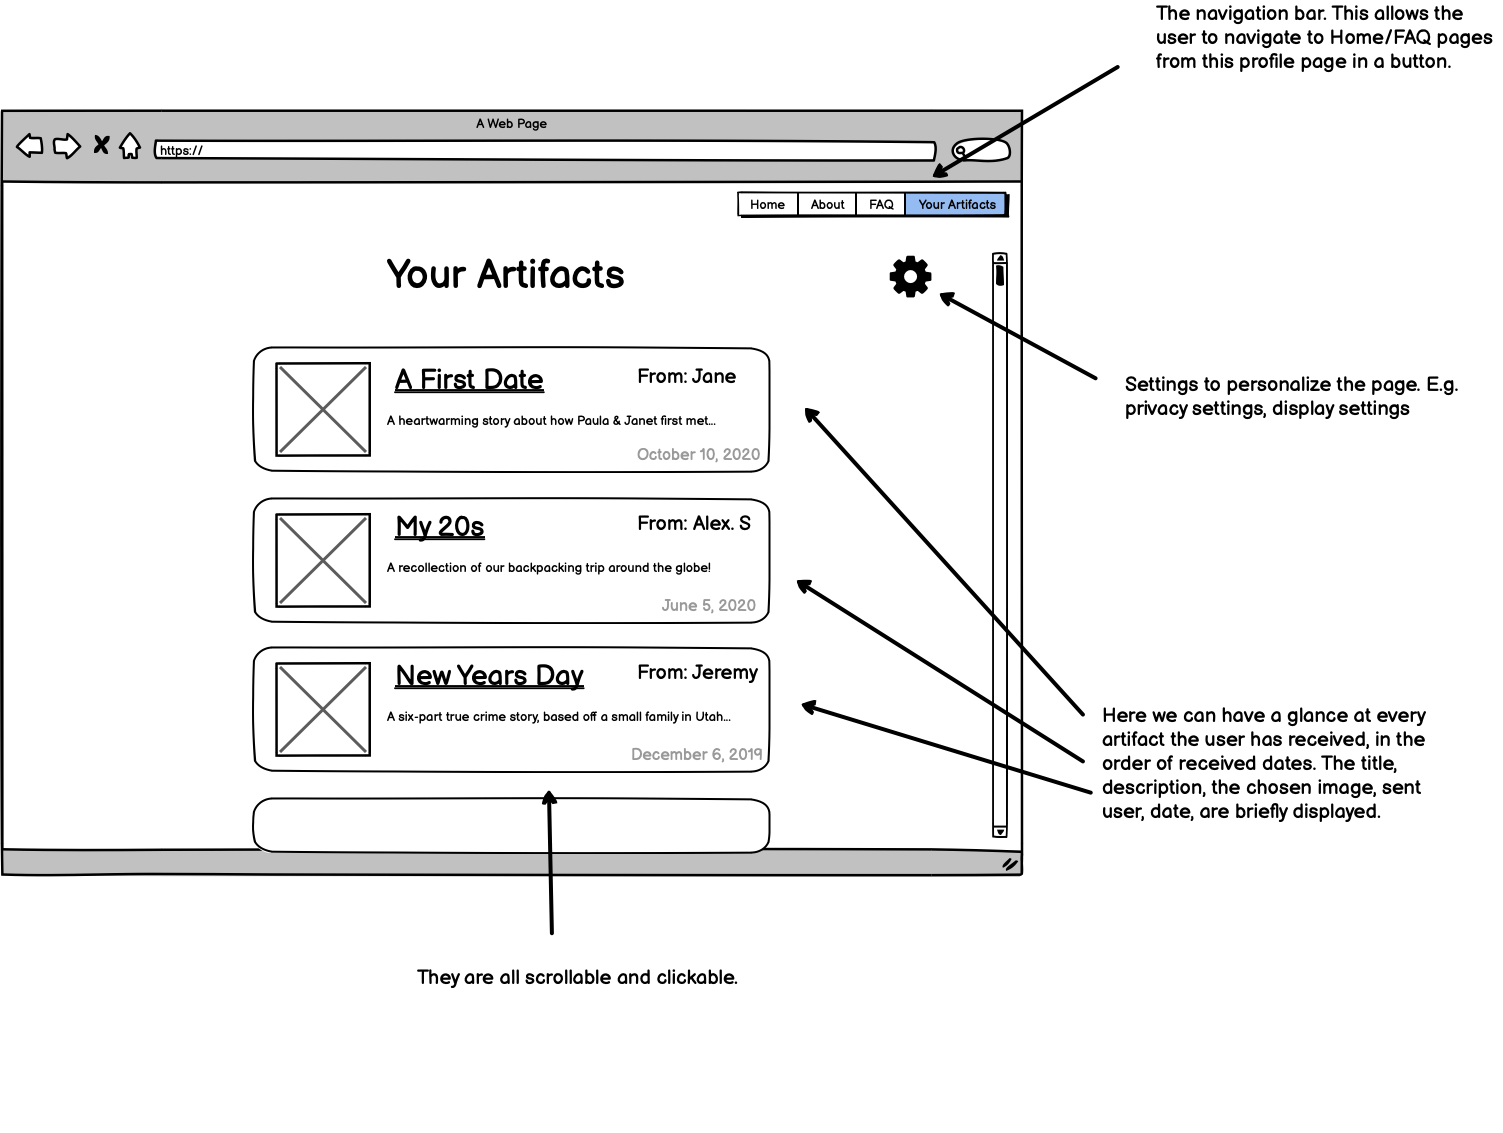 The navigation bar. This allows the
user to navigate to Home/FAQ pages
from this profile page in a button.
A Web Page
https://
Home About FAQ Your Artifacts
Your Artifacts
Settings to personalize the page. E.g.
privacy settings, display settings
A First Date From: Jane
A heartwarming story about how Paula & Janet first met...
October 10, 2020
My 20s From: Alex. S
A recollection of our backpacking trip around the globe!
June 5, 2020
New Years Day From: Jeremy
A six-part true crime story, based off a small family in Utah...
December 6, 2019
Here we can have a glance at every
artifact the user has received, in the
order of received dates. The title,
description, the chosen image, sent
user, date, are briefly displayed.
They are all scrollable and clickable.